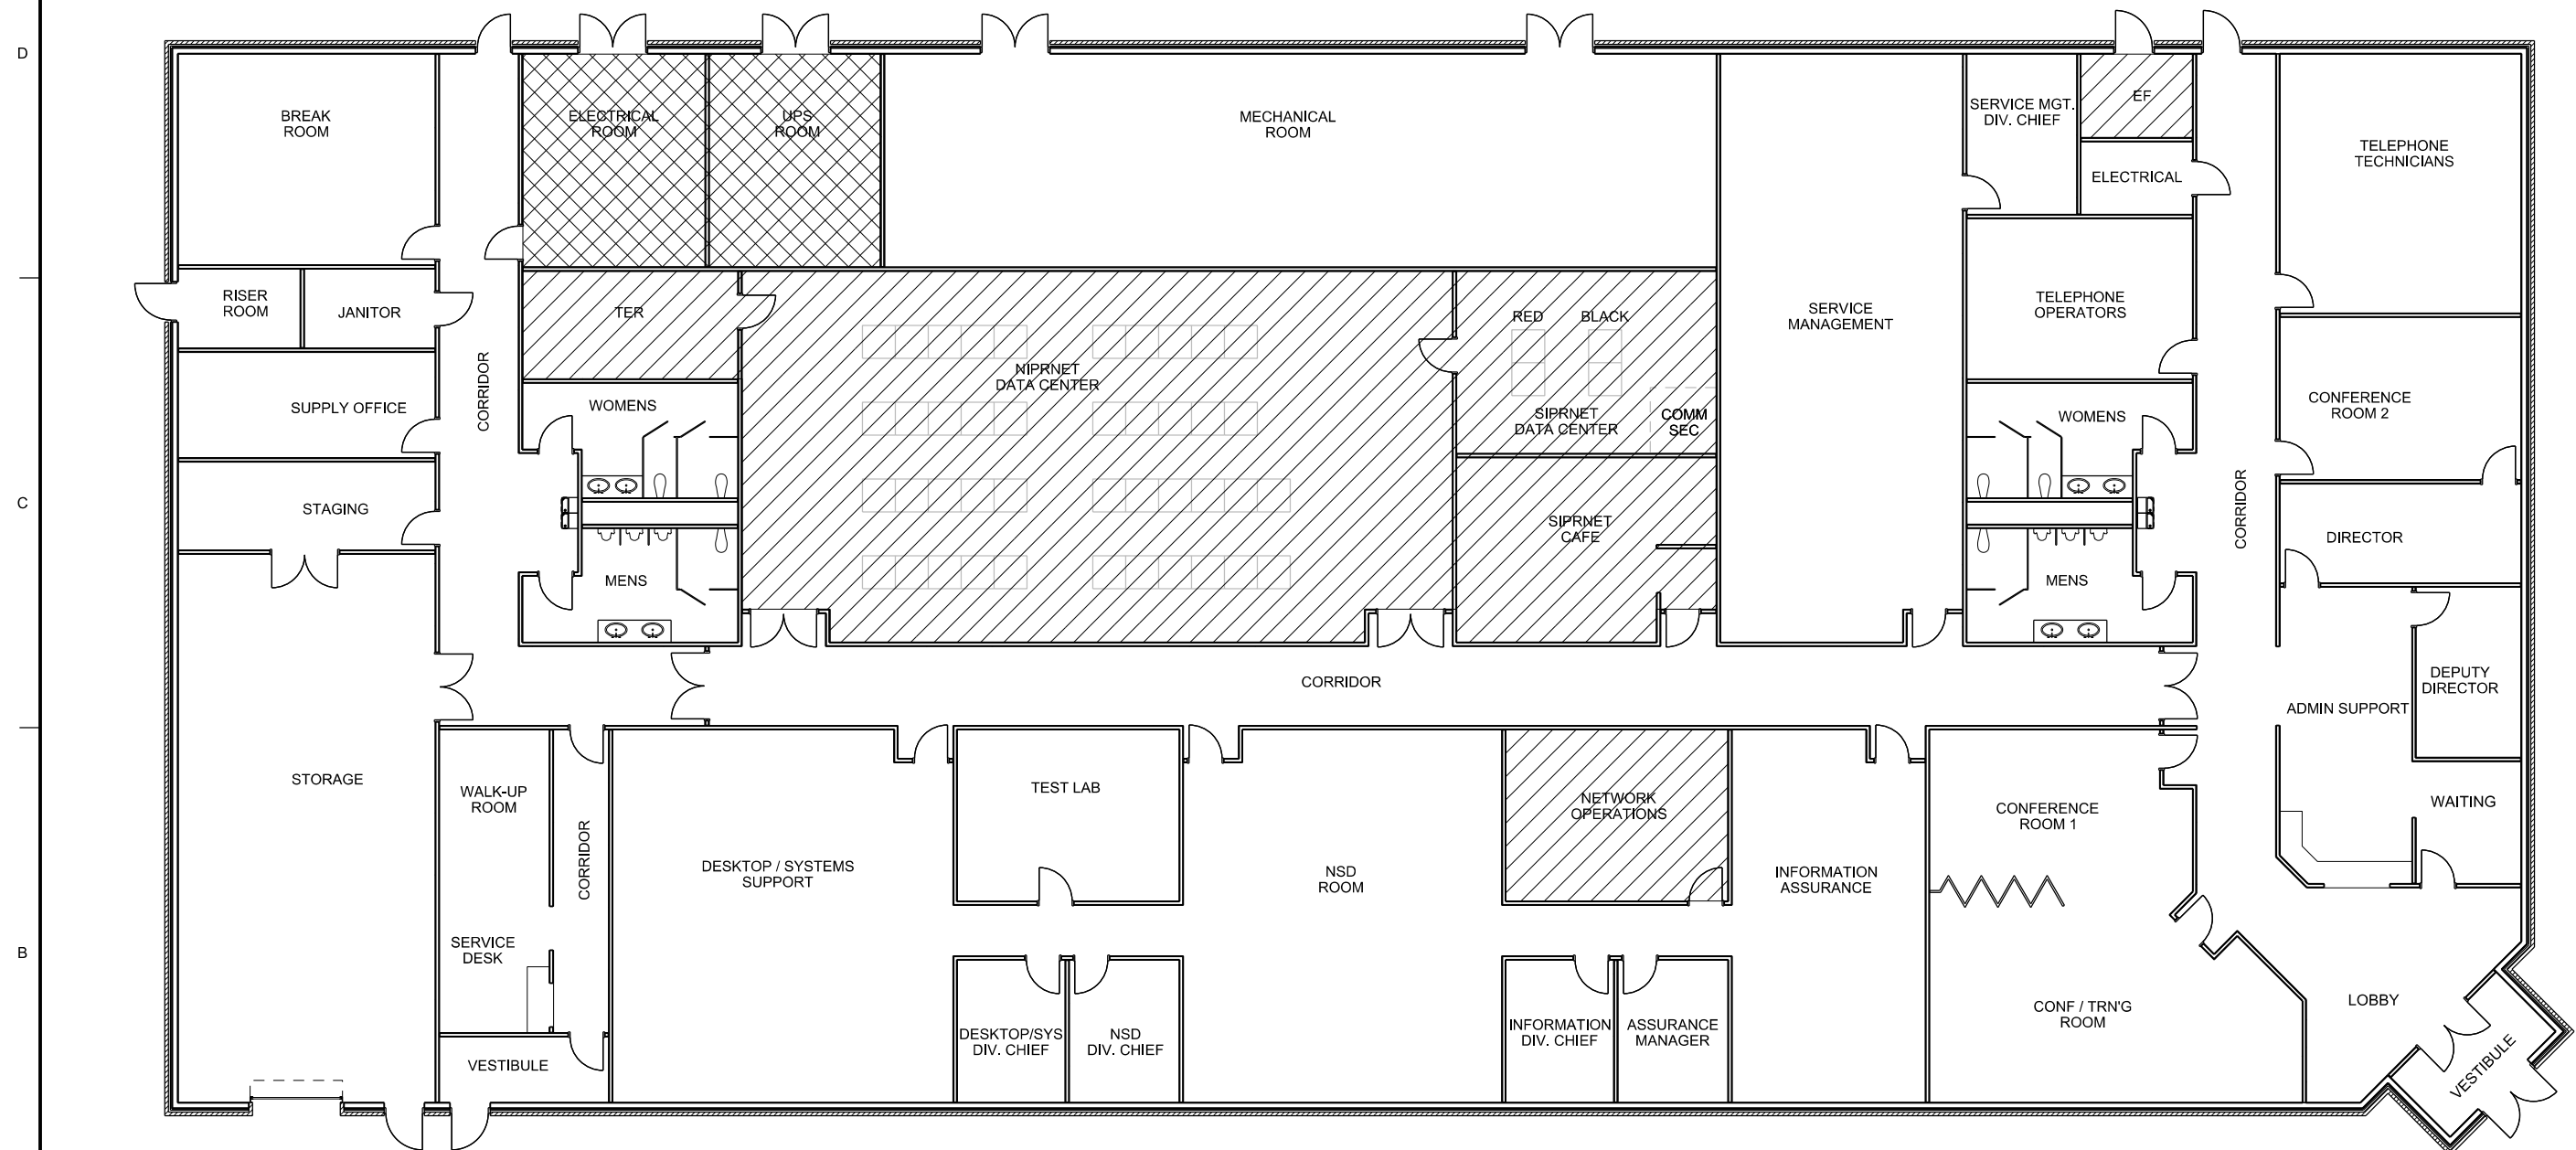 D
BREAK
ROOM
ELECTRICAL
ROOM
UPS
ROOM
MECHANICAL
ROOM
SERVICE MGT.
DIV. CHIEF
EF
TELEPHONE
TECHNICIANS
ELECTRICAL
RISER
ROOM
JANITOR
TER
RED
BLACK
SERVICE
MANAGEMENT
TELEPHONE
OPERATORS
CORRIDOR
NIPRNET
DATA CENTER
SUPPLY OFFICE
WOMENS
SIPRNET
DATA CENTER
COMM
SEC
WOMENS
CONFERENCE
ROOM 2
C
STAGING
SIPRNET
CAFE
CORRIDOR
DIRECTOR
MENS
MENS
CORRIDOR
DEPUTY
DIRECTOR
ADMIN SUPPORT
STORAGE
WALK-UP
ROOM
TEST LAB
NETWORK
OPERATIONS
CONFERENCE
ROOM 1
WAITING
CORRIDOR
DESKTOP / SYSTEMS
SUPPORT
NSD
ROOM
INFORMATION
ASSURANCE
B
SERVICE
DESK
LOBBY
CONF / TRN'G
ROOM
DESKTOP/SYS
DIV. CHIEF
NSD
DIV. CHIEF
INFORMATION
DIV. CHIEF
ASSURANCE
MANAGER
VESTIBULE
VESTIBULE